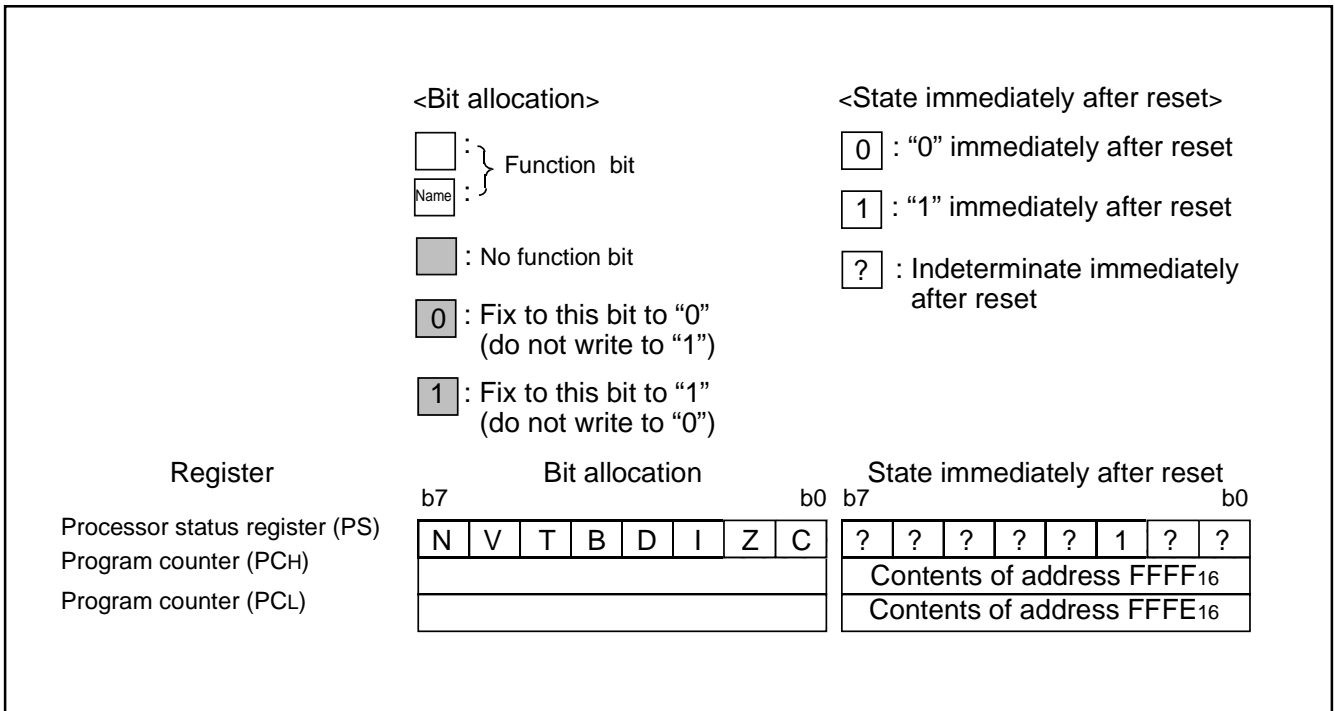 <Bit allocation>
: 
Name :
Function bit
: No function bit
0 : Fix to this bit to “0”
(do not write to “1”)
1 : Fix to this bit to “1”
(do not write to “0”)
<State immediately after reset>
0 : “0” immediately after reset
1 : “1” immediately after reset
? : Indeterminate immediately
after reset
Register Bit allocation State immediately after reset
b7 b0 b7 b0
Processor status register (PS) N V T B D I Z C ? ? ? ? ? 1 ? ?
Program counter (PCH) Contents of address FFFF16
Program counter (PCL) Contents of address FFFE16